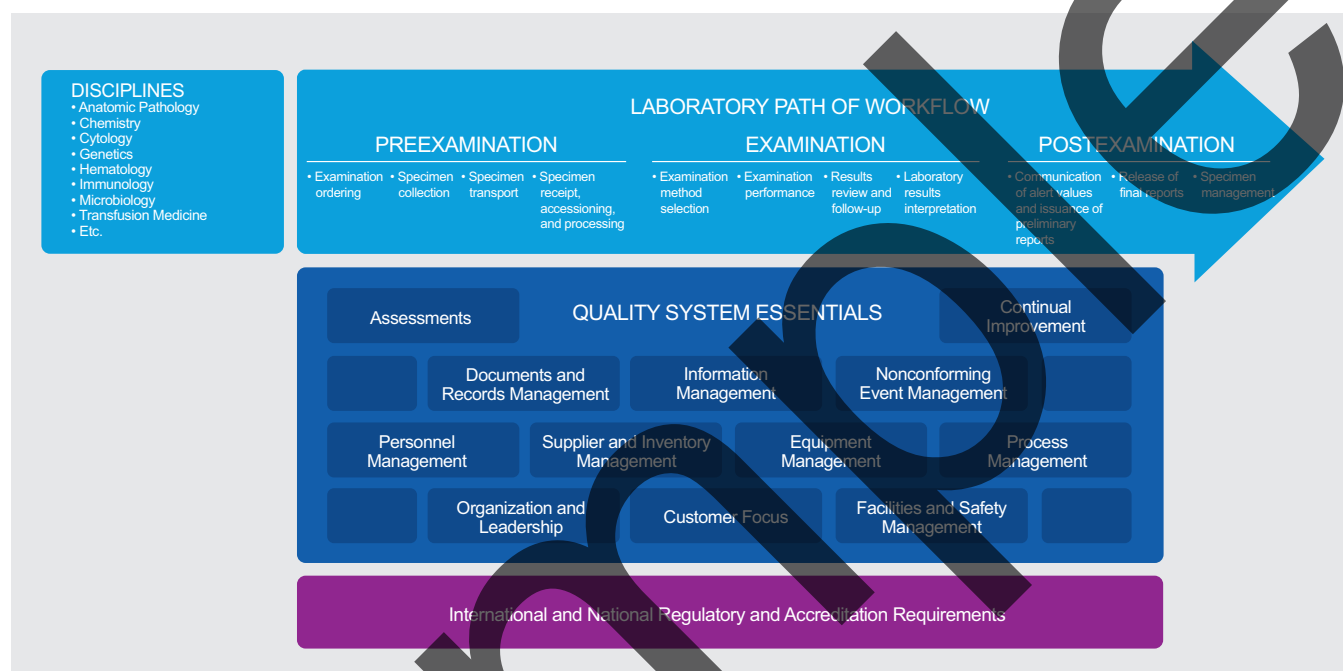 DISCIPLINES
• Anatomic Pathology
• Chemistry
• Cytology
• Genetics
• Hematology
• Immunology
• Microbiology
• Transfusion Medicine
• Etc.
LABORATORY PATH OF WORKFLOW
PREEXAMINATION
• Examination
ordering
• Specimen
collection
• Specimen
transport
• Specimen
receipt,
accessioning,
and processing
EXAMINATION
• Examination
method
selection
• Examination
performance
• Results
review and
follow-up
• Laboratory
results
interpretation
POSTEXAMINATION
• Communication
of alert values
and issuance of
preliminary
reports
• Release of
final reports
• Specimen
management
QUALITY SYSTEM ESSENTIALS
Assessments
Continual
Improvement
Documents and
Records Management
Information
Management
Nonconforming
Event Management
Personnel
Management
Supplier and Inventory
Management
Equipment
Management
Process
Management
Organization and
Leadership
Customer Focus
Facilities and Safety
Management
International and National Regulatory and Accreditation Requirements